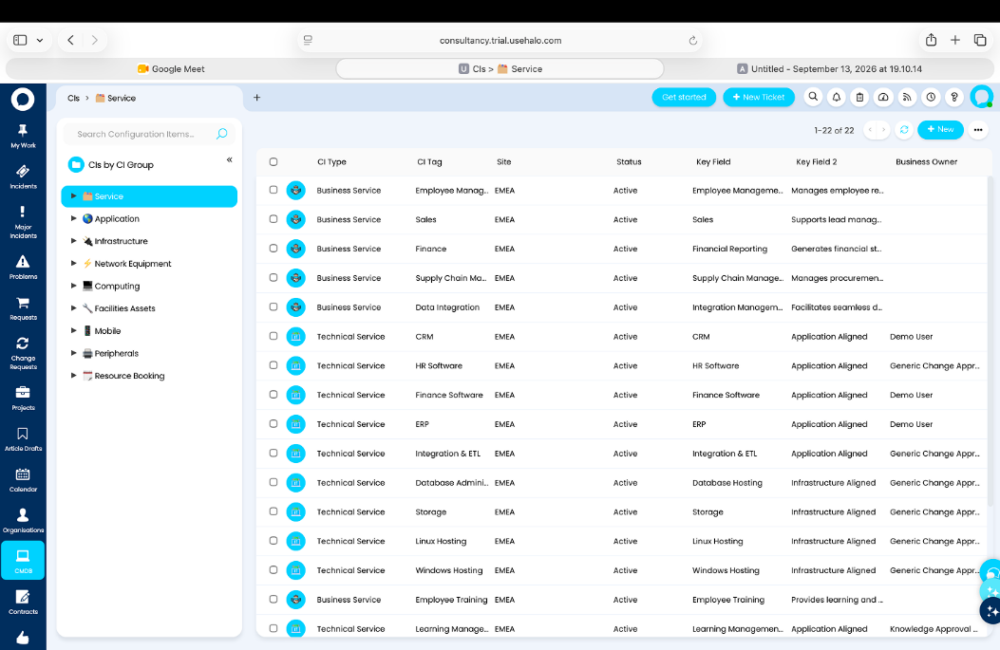 consultancy.trial.usehalo.com
Google Meet
U CIs > Service
A Untitled - September 13, 2026 at 19.10.14
CIs > Service
+
Get started
+ New Ticket
My Work
Incidents
Major Incidents
Problems
Requests
Change Requests
Projects
Article Drafts
Calendar
Organisations
CMDB
Contracts
Search Configuration Items...
CIs by CI Group
«
Service
Application
Infrastructure
Network Equipment
Computing
Facilities Assets
Mobile
Peripherals
Resource Booking
1-22 of 22
+ New
CI Type CI Tag Site Status Key Field Key Field 2 Business Owner
Business Service Employee Manag... EMEA Active Employee Manageme... Manages employee re...
Business Service Sales EMEA Active Sales Supports lead manag...
Business Service Finance EMEA Active Financial Reporting Generates financial st...
Business Service Supply Chain Ma... EMEA Active Supply Chain Manage... Manages procuremen...
Business Service Data Integration EMEA Active Integration Managem... Facilitates seamless d...
Technical Service CRM EMEA Active CRM Application Aligned Demo User
Technical Service HR Software EMEA Active HR Software Application Aligned Generic Change Appr...
Technical Service Finance Software EMEA Active Finance Software Application Aligned Demo User
Technical Service ERP EMEA Active ERP Application Aligned Demo User
Technical Service Integration & ETL EMEA Active Integration & ETL Application Aligned Generic Change Appr...
Technical Service Database Admini... EMEA Active Database Hosting Infrastructure Aligned Generic Change Appr...
Technical Service Storage EMEA Active Storage Infrastructure Aligned Generic Change Appr...
Technical Service Linux Hosting EMEA Active Linux Hosting Infrastructure Aligned Generic Change Appr...
Technical Service Windows Hosting EMEA Active Windows Hosting Infrastructure Aligned Generic Change Appr...
Business Service Employee Training EMEA Active Employee Training Provides learning and ...
Technical Service Learning Manage... EMEA Active Learning Managemen... Application Aligned Knowledge Approval ...